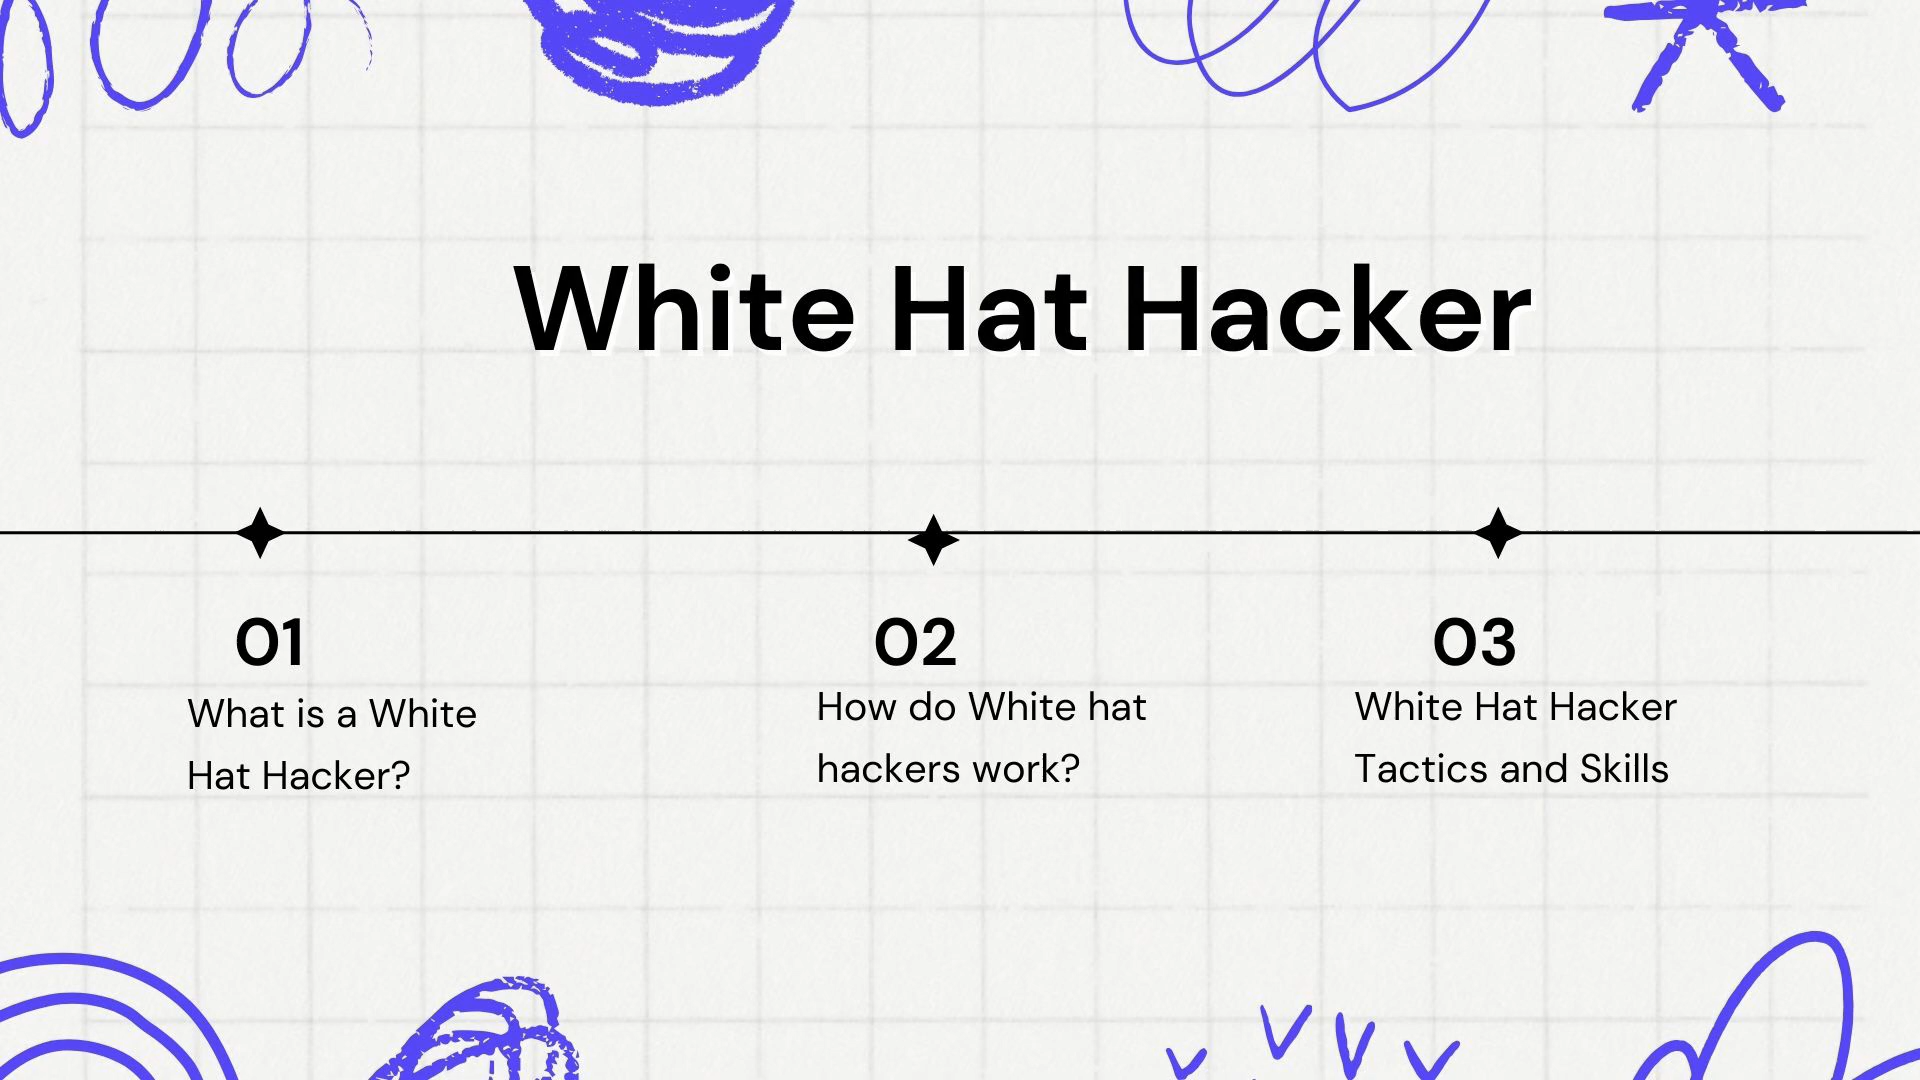 White Hat Hacker
01
What is a White
Hat Hacker?
02
How do White hat
hackers work?
03
White Hat Hacker
Tactics and Skills